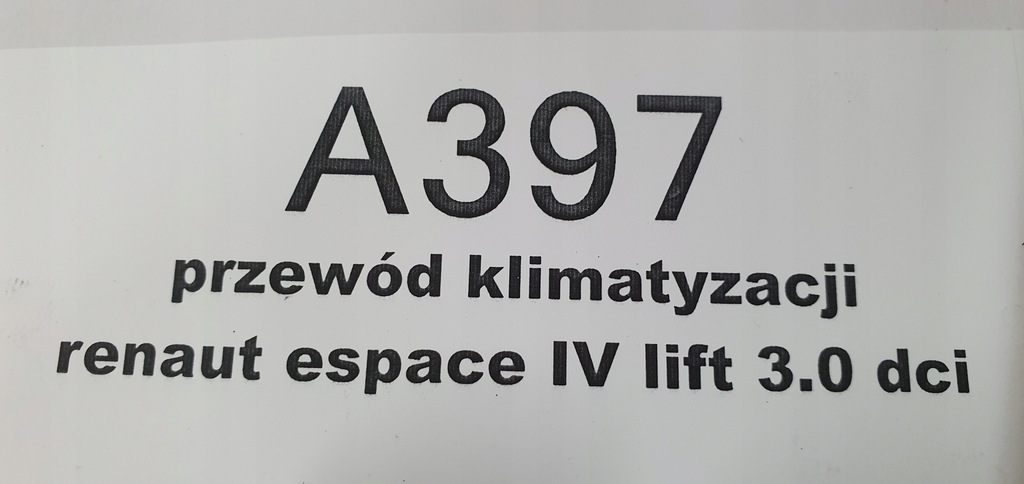 A397
przewód klimatyzacji
renaut espace IV lift 3.0 dci